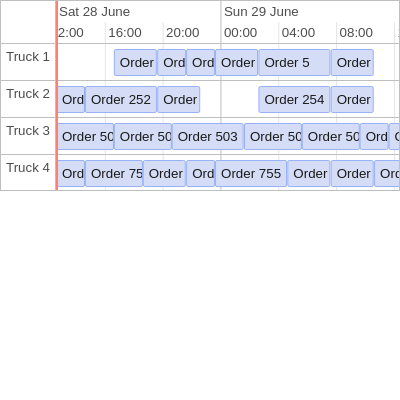 Sat 28 June Sun 29 June
2:00 16:00 20:00 00:00 04:00 08:00
Truck 1 Order Ord Ord Order Order 5 Order
Truck 2 Ord Order 252 Order Order 254 Order
Truck 3 Order 50 Order 50 Order 503 Order 50 Order 50 Ord
Truck 4 Ord Order 75 Order Ord Order 755 Order Order Ord